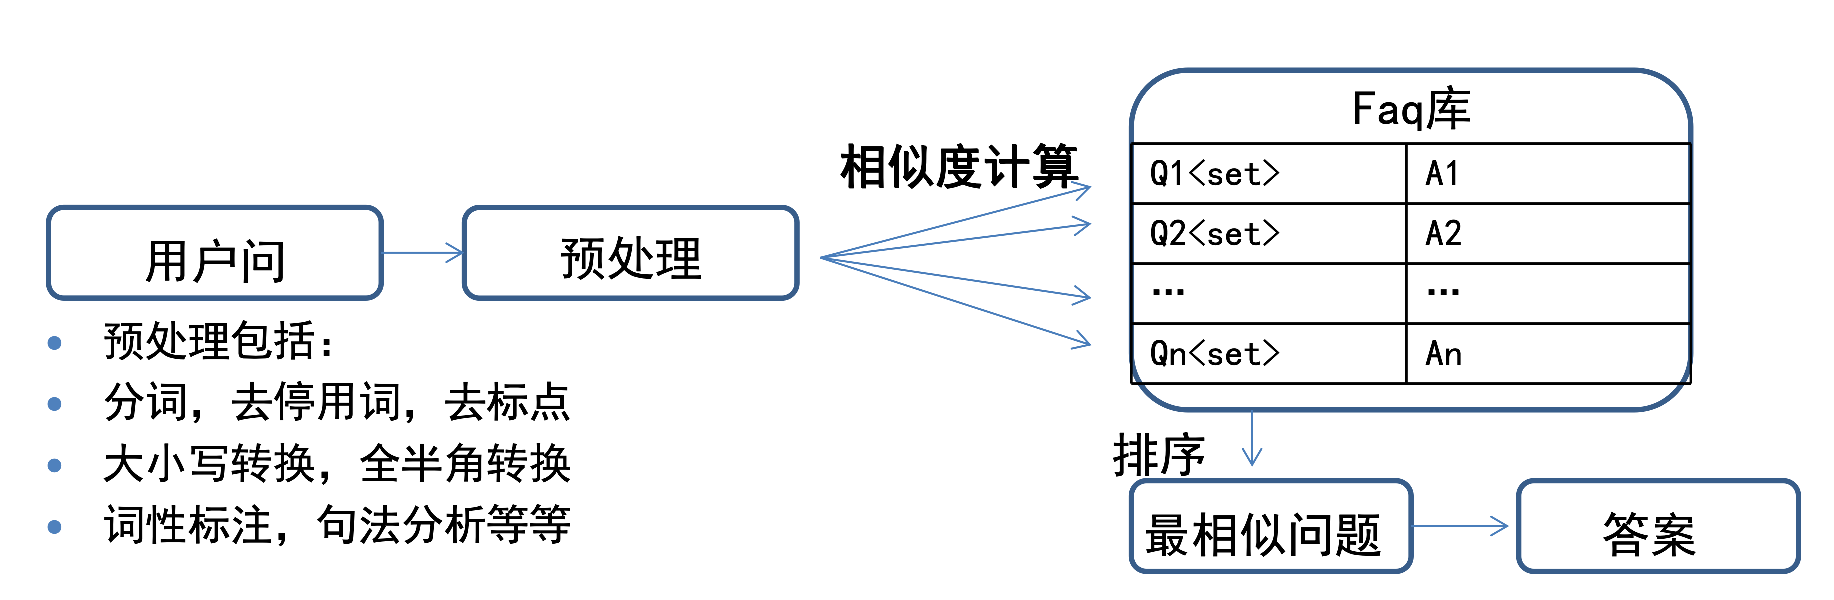 用户问
预处理
相似度计算
Faq库
Q1<set> A1
Q2<set> A2
… …
Qn<set> An
预处理包括：
分词，去停用词，去标点
大小写转换，全半角转换
词性标注，句法分析等等
排序
最相似问题
答案